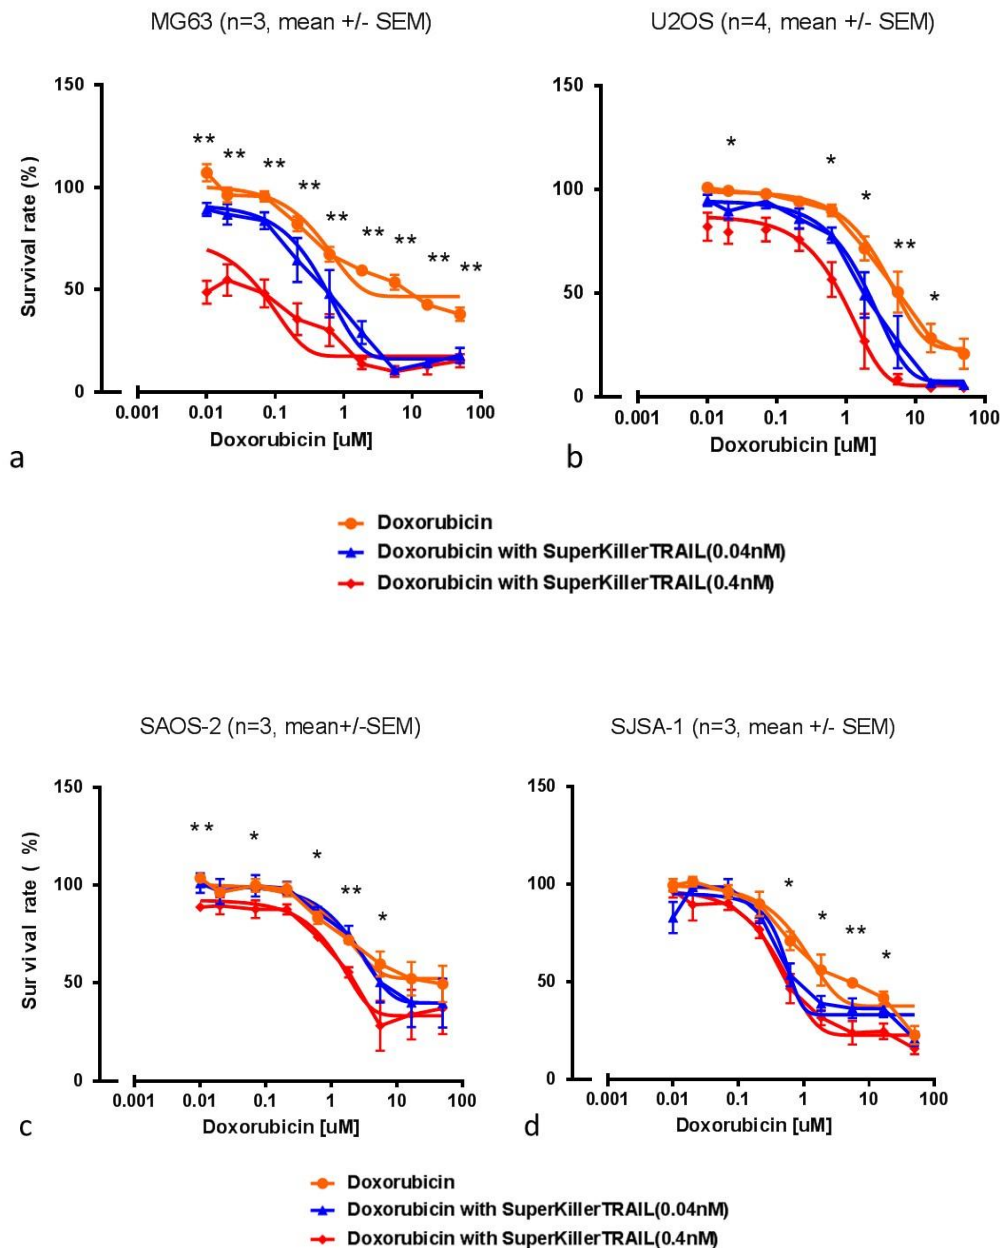 MG63 (n=3, mean +/- SEM)
U2OS (n=4, mean +/- SEM)
150
100
50
0
Survival rate (%)
** ** ** ** ** ** ** ** **
0.001 0.01 0.1 1 10 100
Doxorubicin [uM]
a
150
100
50
0
* * * ** *
0.001 0.01 0.1 1 10 100
Doxorubicin [uM]
b
Doxorubicin
Doxorubicin with SuperKillerTRAIL(0.04nM)
Doxorubicin with SuperKillerTRAIL(0.4nM)
SAOS-2 (n=3, mean+/-SEM)
SJSA-1 (n=3, mean +/- SEM)
150
100
50
0
Survival rate ( %)
** * * ** *
0.001 0.01 0.1 1 10 100
Doxorubicin [uM]
c
150
100
50
0
* * ** *
0.001 0.01 0.1 1 10 100
Doxorubicin [uM]
d
Doxorubicin
Doxorubicin with SuperKillerTRAIL(0.04nM)
Doxorubicin with SuperKillerTRAIL(0.4nM)